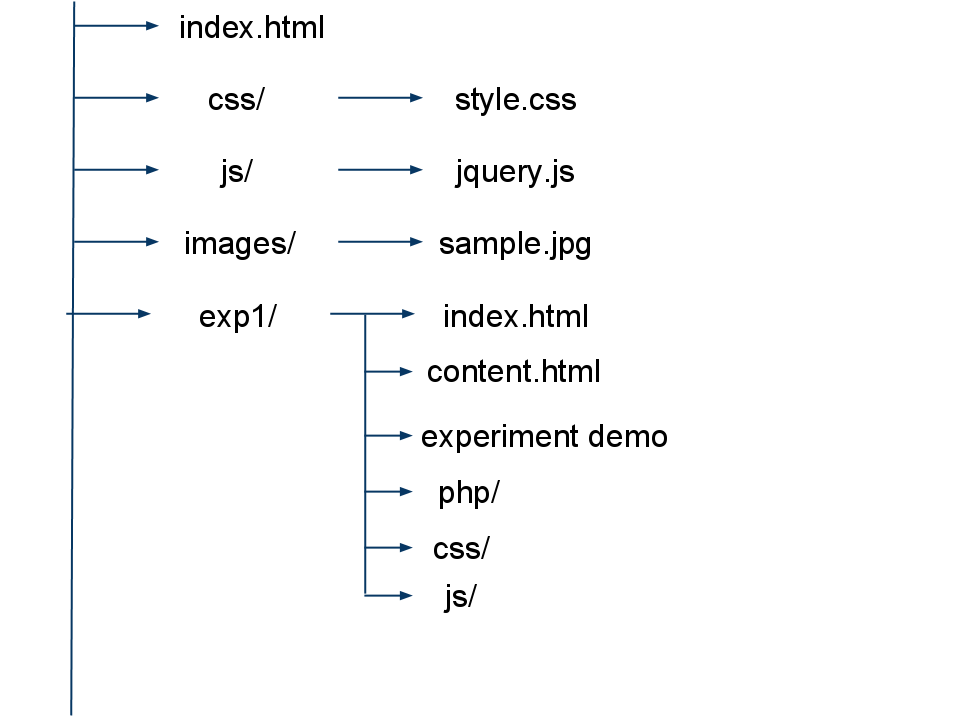 index.html
css/ style.css
js/ jquery.js
images/ sample.jpg
exp1/ index.html
content.html
experiment demo
php/
css/
js/